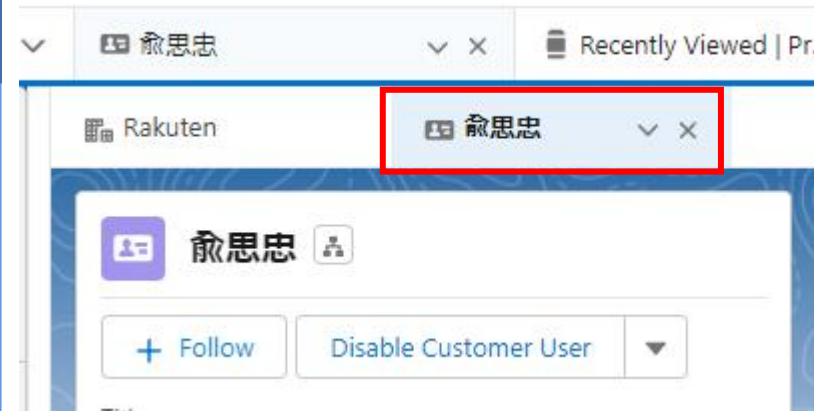 俞思忠
Recently Viewed | Pr
Rakuten
俞思忠
俞思忠
Follow
Disable Customer User